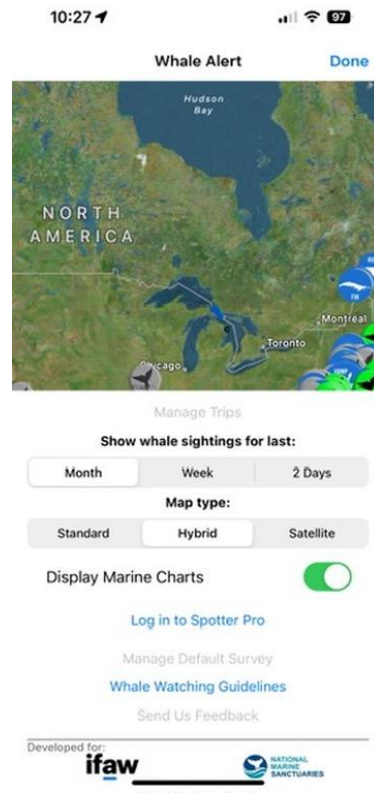 10:27
97
Whale Alert
Done
Hudson
Bay
NORTH
AMERICA
Montréal
Toronto
Chicago
FIN
Manage Trips
Show whale sightings for last:
Month Week 2 Days
Map type:
Standard Hybrid Satellite
Display Marine Charts
Log in to Spotter Pro
Manage Default Survey
Whale Watching Guidelines
Send Us Feedback
Developed for:
ifaw
NATIONAL
MARINE
SANCTUARIES